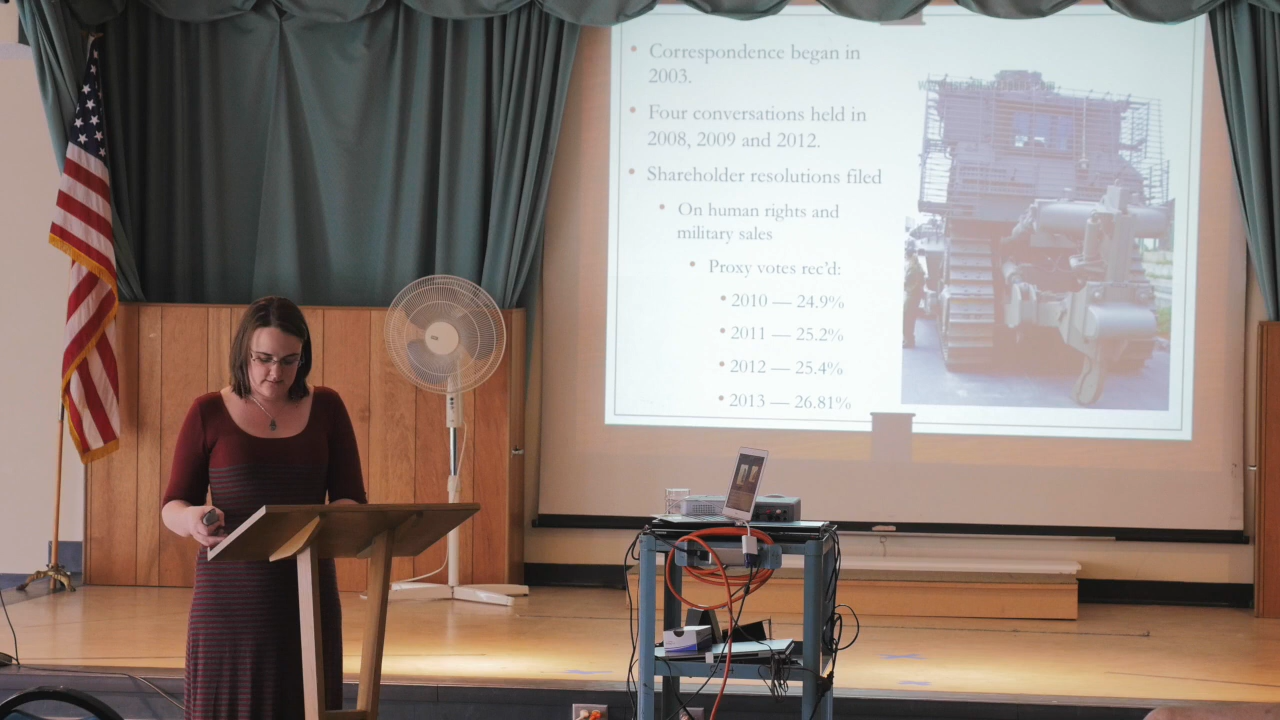 • Correspondence began in
2003.
• Four conversations held in
2008, 2009 and 2012.
• Shareholder resolutions filed
• On human rights and
military sales
• Proxy votes rec'd:
• 2010 — 24.9%
• 2011 — 25.2%
• 2012 — 25.4%
• 2013 — 26.81%